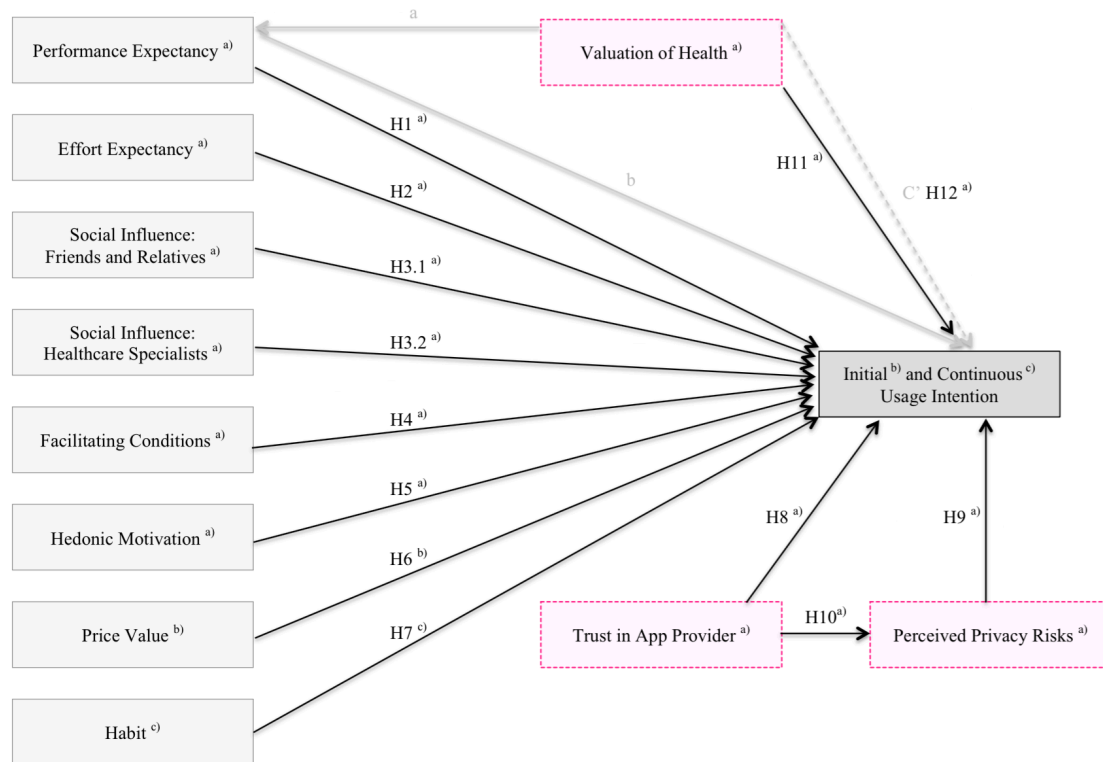 a
Performance Expectancy a)
Valuation of Health a)
H1 a)
Effort Expectancy a)
H11 a)
b
H2 a)
C' H12 a)
Social Influence:
Friends and Relatives a)
H3.1 a)
Social Influence:
Healthcare Specialists a)
H3.2 a)
Initial b) and Continuous c)
Usage Intention
Facilitating Conditions a)
H4 a)
H5 a)
H8 a)
H9 a)
Hedonic Motivation a)
H6 b)
H10 a)
Price Value b)
H7 c)
Trust in App Provider a)
Perceived Privacy Risks a)
Habit c)